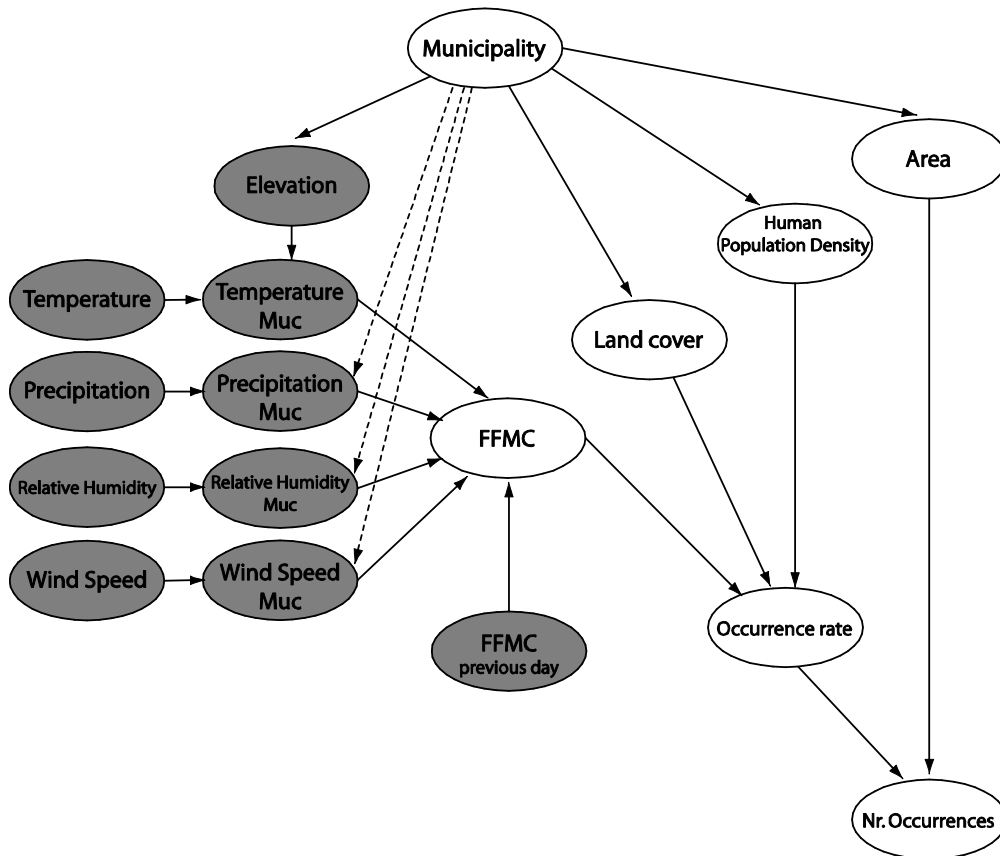 Municipality
Elevation
Area
Human
Population Density
Temperature
Temperature
Muc
Land cover
Precipitation
Precipitation
Muc
FFMC
Relative Humidity
Relative Humidity
Muc
Wind Speed
Wind Speed
Muc
FFMC
previous day
Occurrence rate
Nr. Occurrences